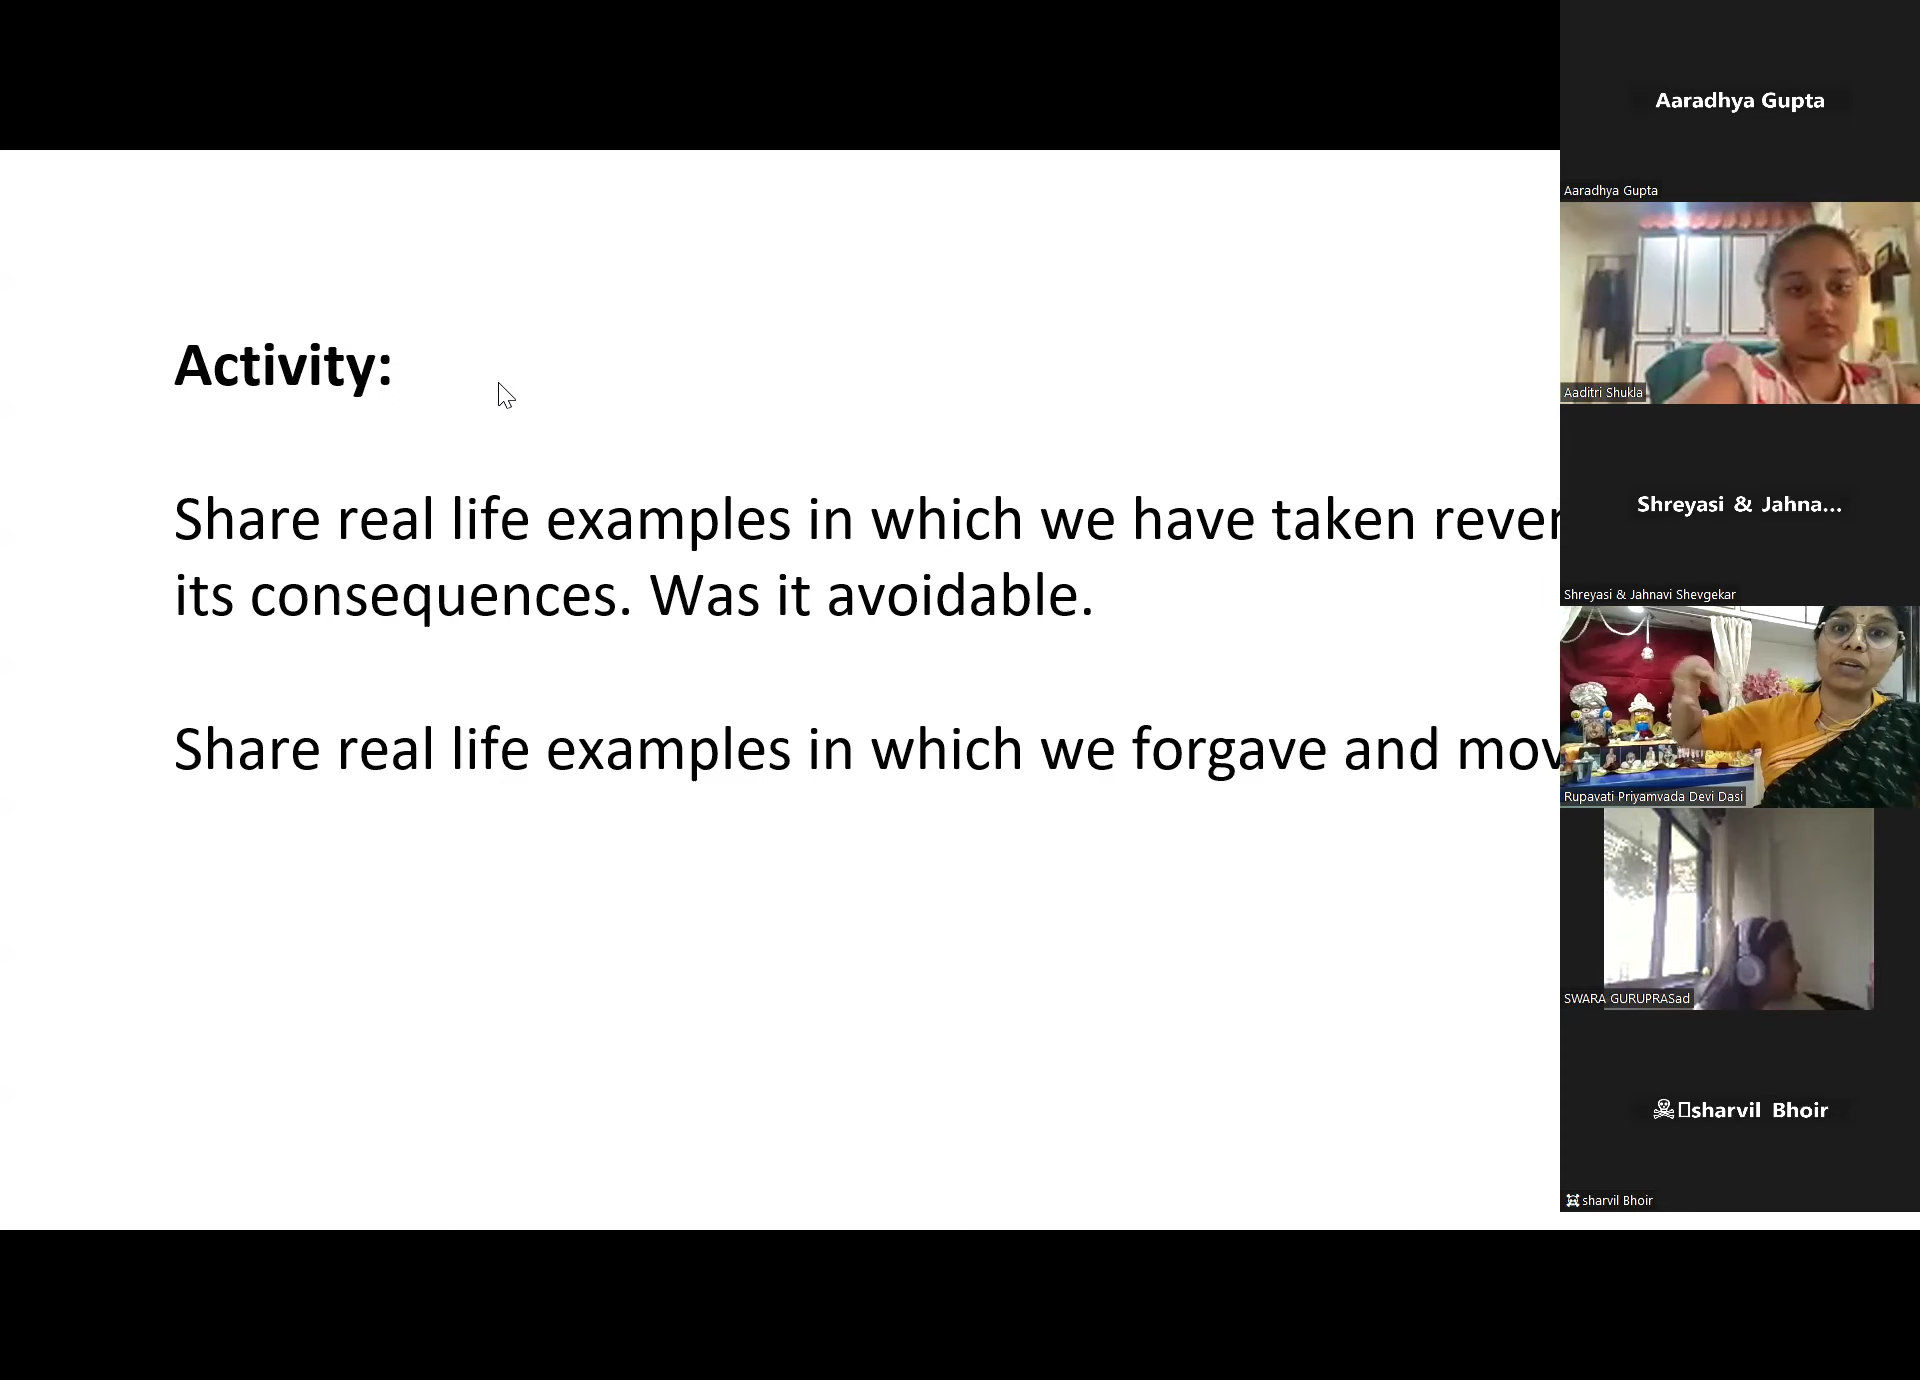 Activity:
Share real life examples in which we have taken rever
its consequences. Was it avoidable.
Share real life examples in which we forgave and mov
Aaradhya Gupta
Aaradhya Gupta
Aaditri Shukla
Shreyasi & Jahna...
Shreyasi & Jahnavi Shevgekar
Rupavati Priyamvada Devi Dasi
SWARA GURUPRASad
☠️sharvil Bhoir
☠️ sharvil Bhoir